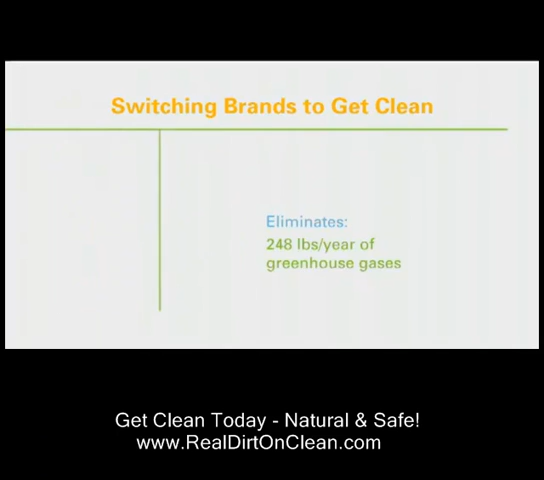 Switching Brands to Get Clean
Eliminates:
248 lbs/year of
greenhouse gases
Get Clean Today - Natural & Safe!
www.RealDirtOnClean.com